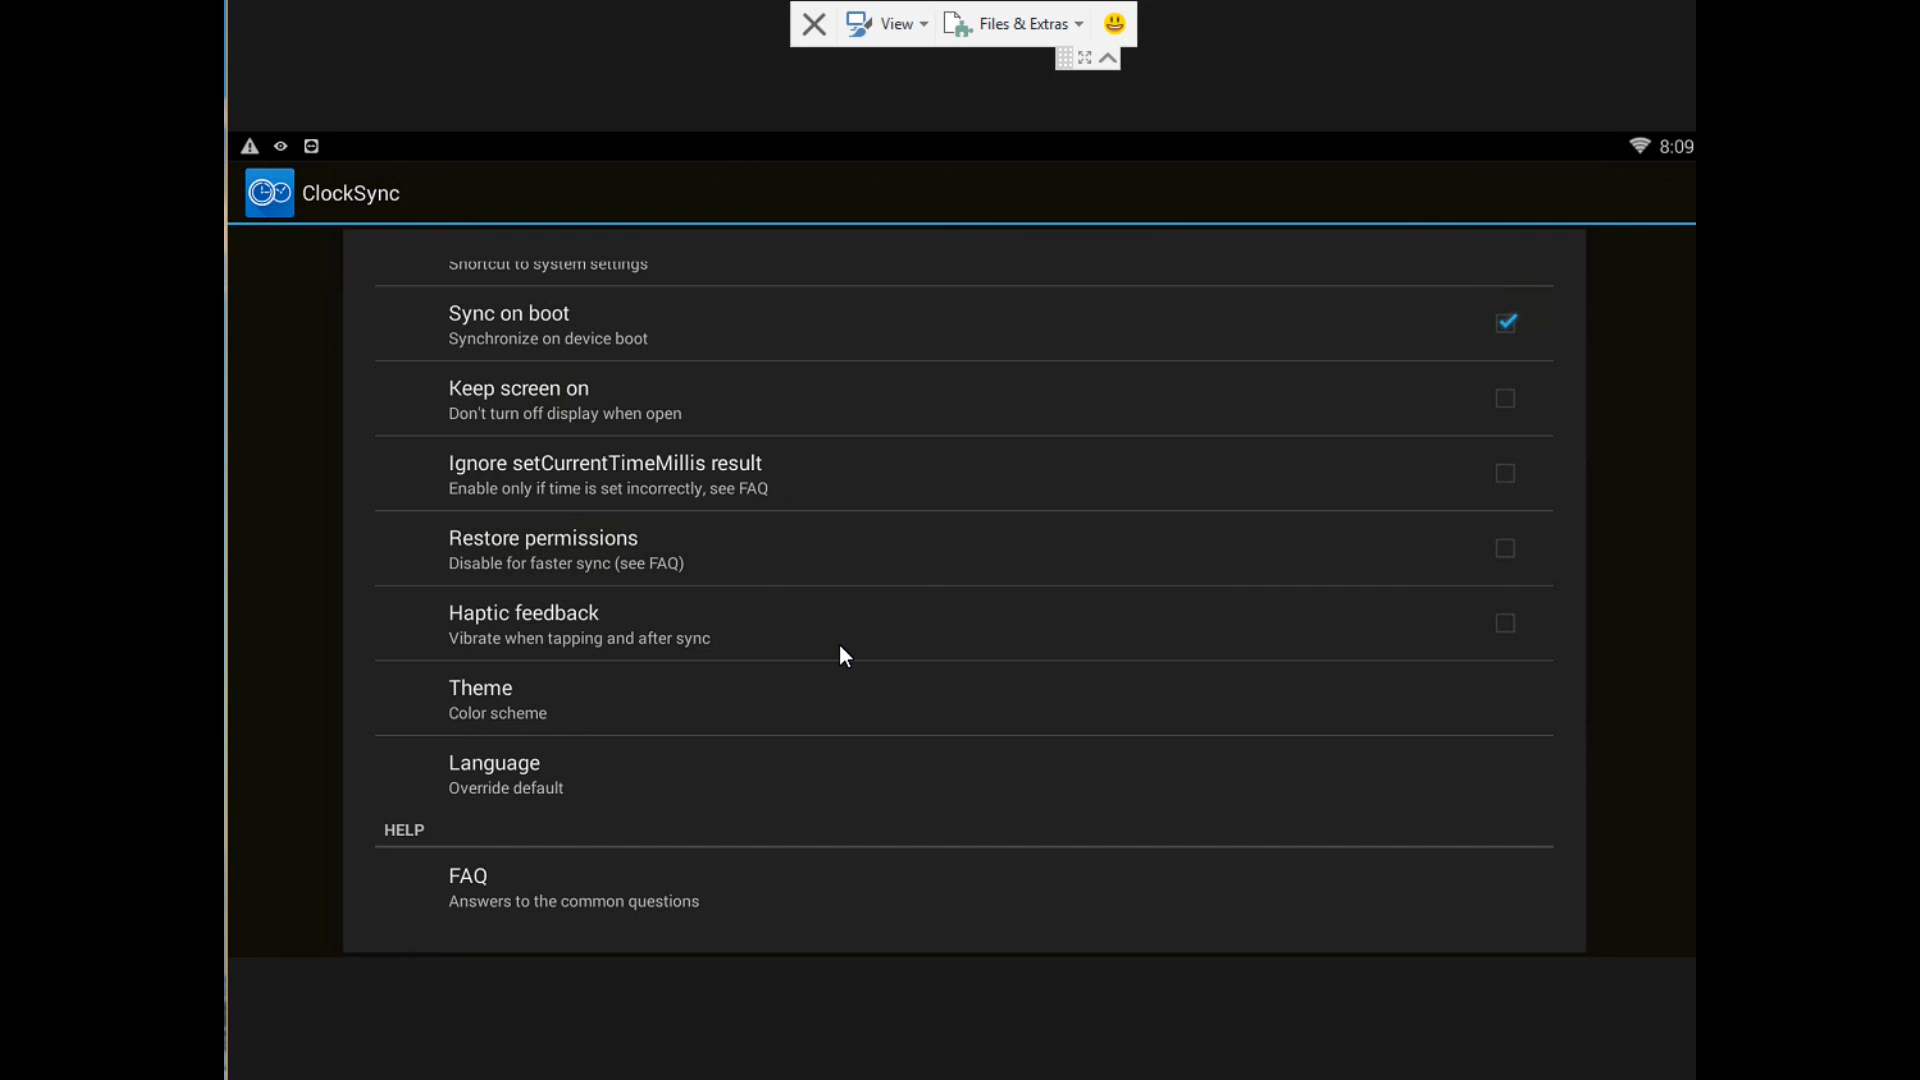 View
Files & Extras
8:09
ClockSync
Shortcut to system settings
Sync on boot
Synchronize on device boot
Keep screen on
Don't turn off display when open
Ignore setCurrentTimeMillis result
Enable only if time is set incorrectly, see FAQ
Restore permissions
Disable for faster sync (see FAQ)
Haptic feedback
Vibrate when tapping and after sync
Theme
Color scheme
Language
Override default
HELP
FAQ
Answers to the common questions